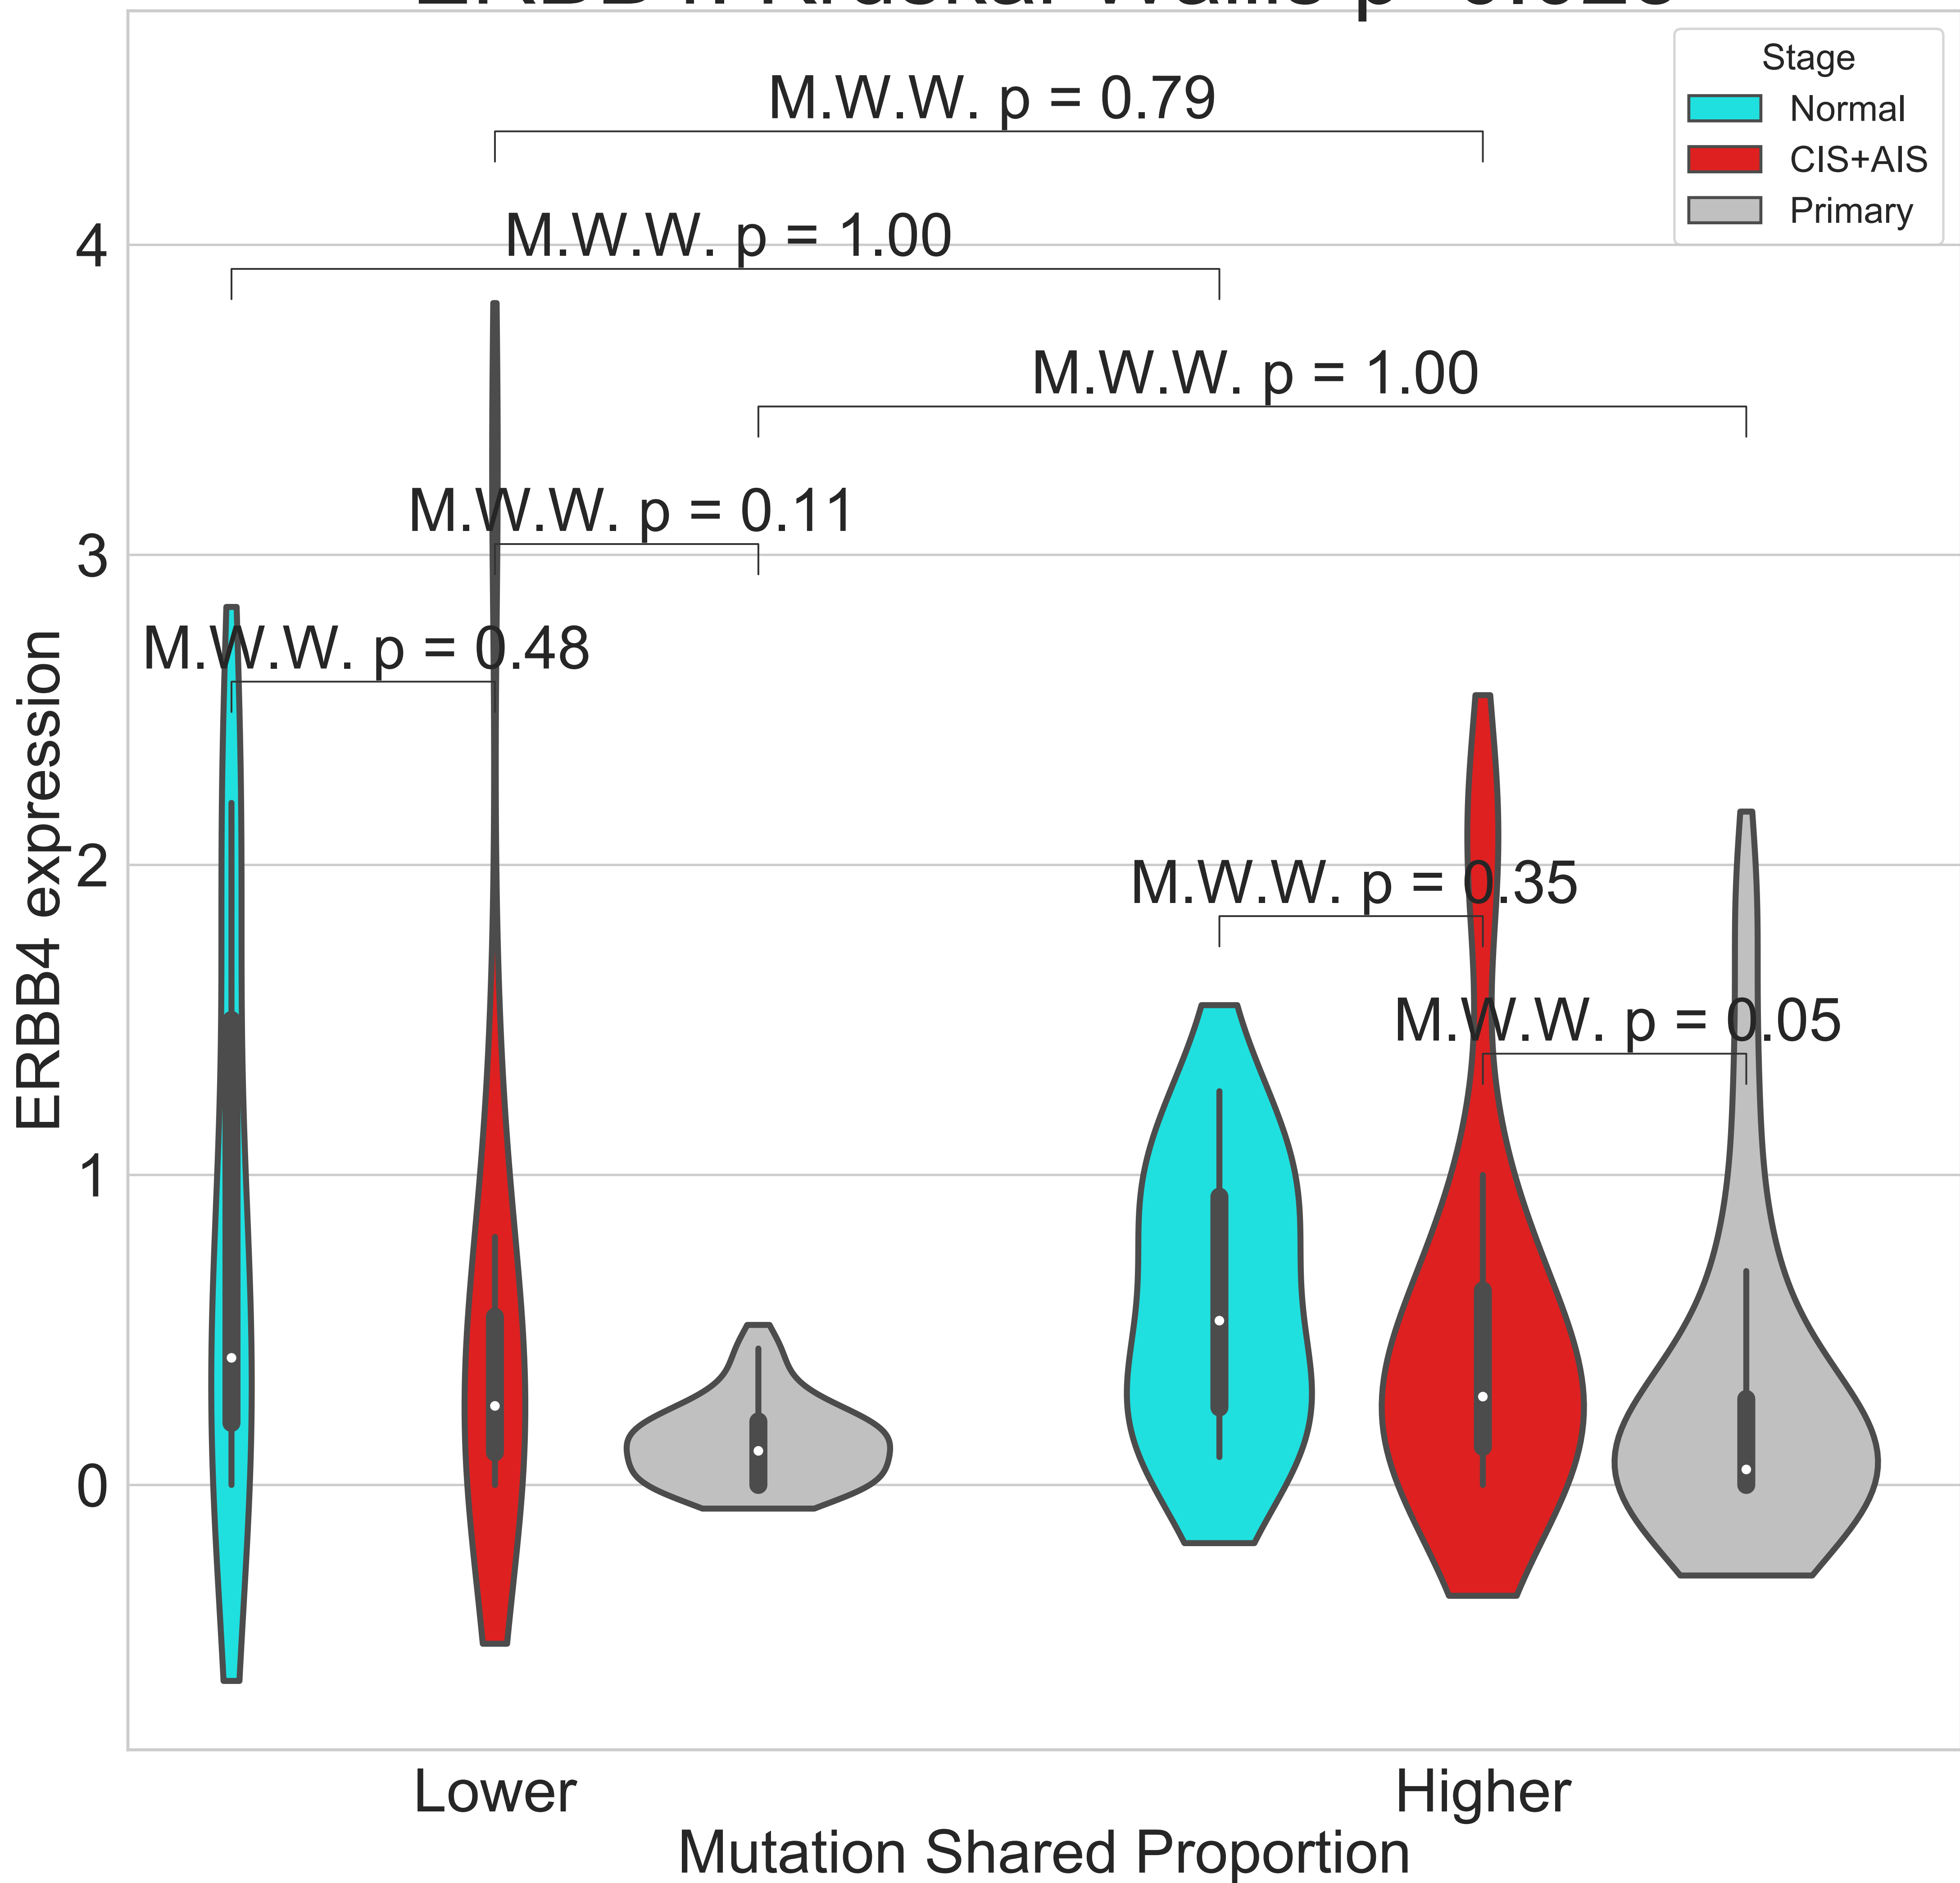 Stage
Normal
CIS+AIS
Primary
M.W.W. p = 0.79
M.W.W. p = 1.00
M.W.W. p = 1.00
M.W.W. p = 0.11
M.W.W. p = 0.48
M.W.W. p = 0.35
M.W.W. p = 0.05
4
3
2
1
0
ERBB4 expression
Lower
Higher
Mutation Shared Proportion